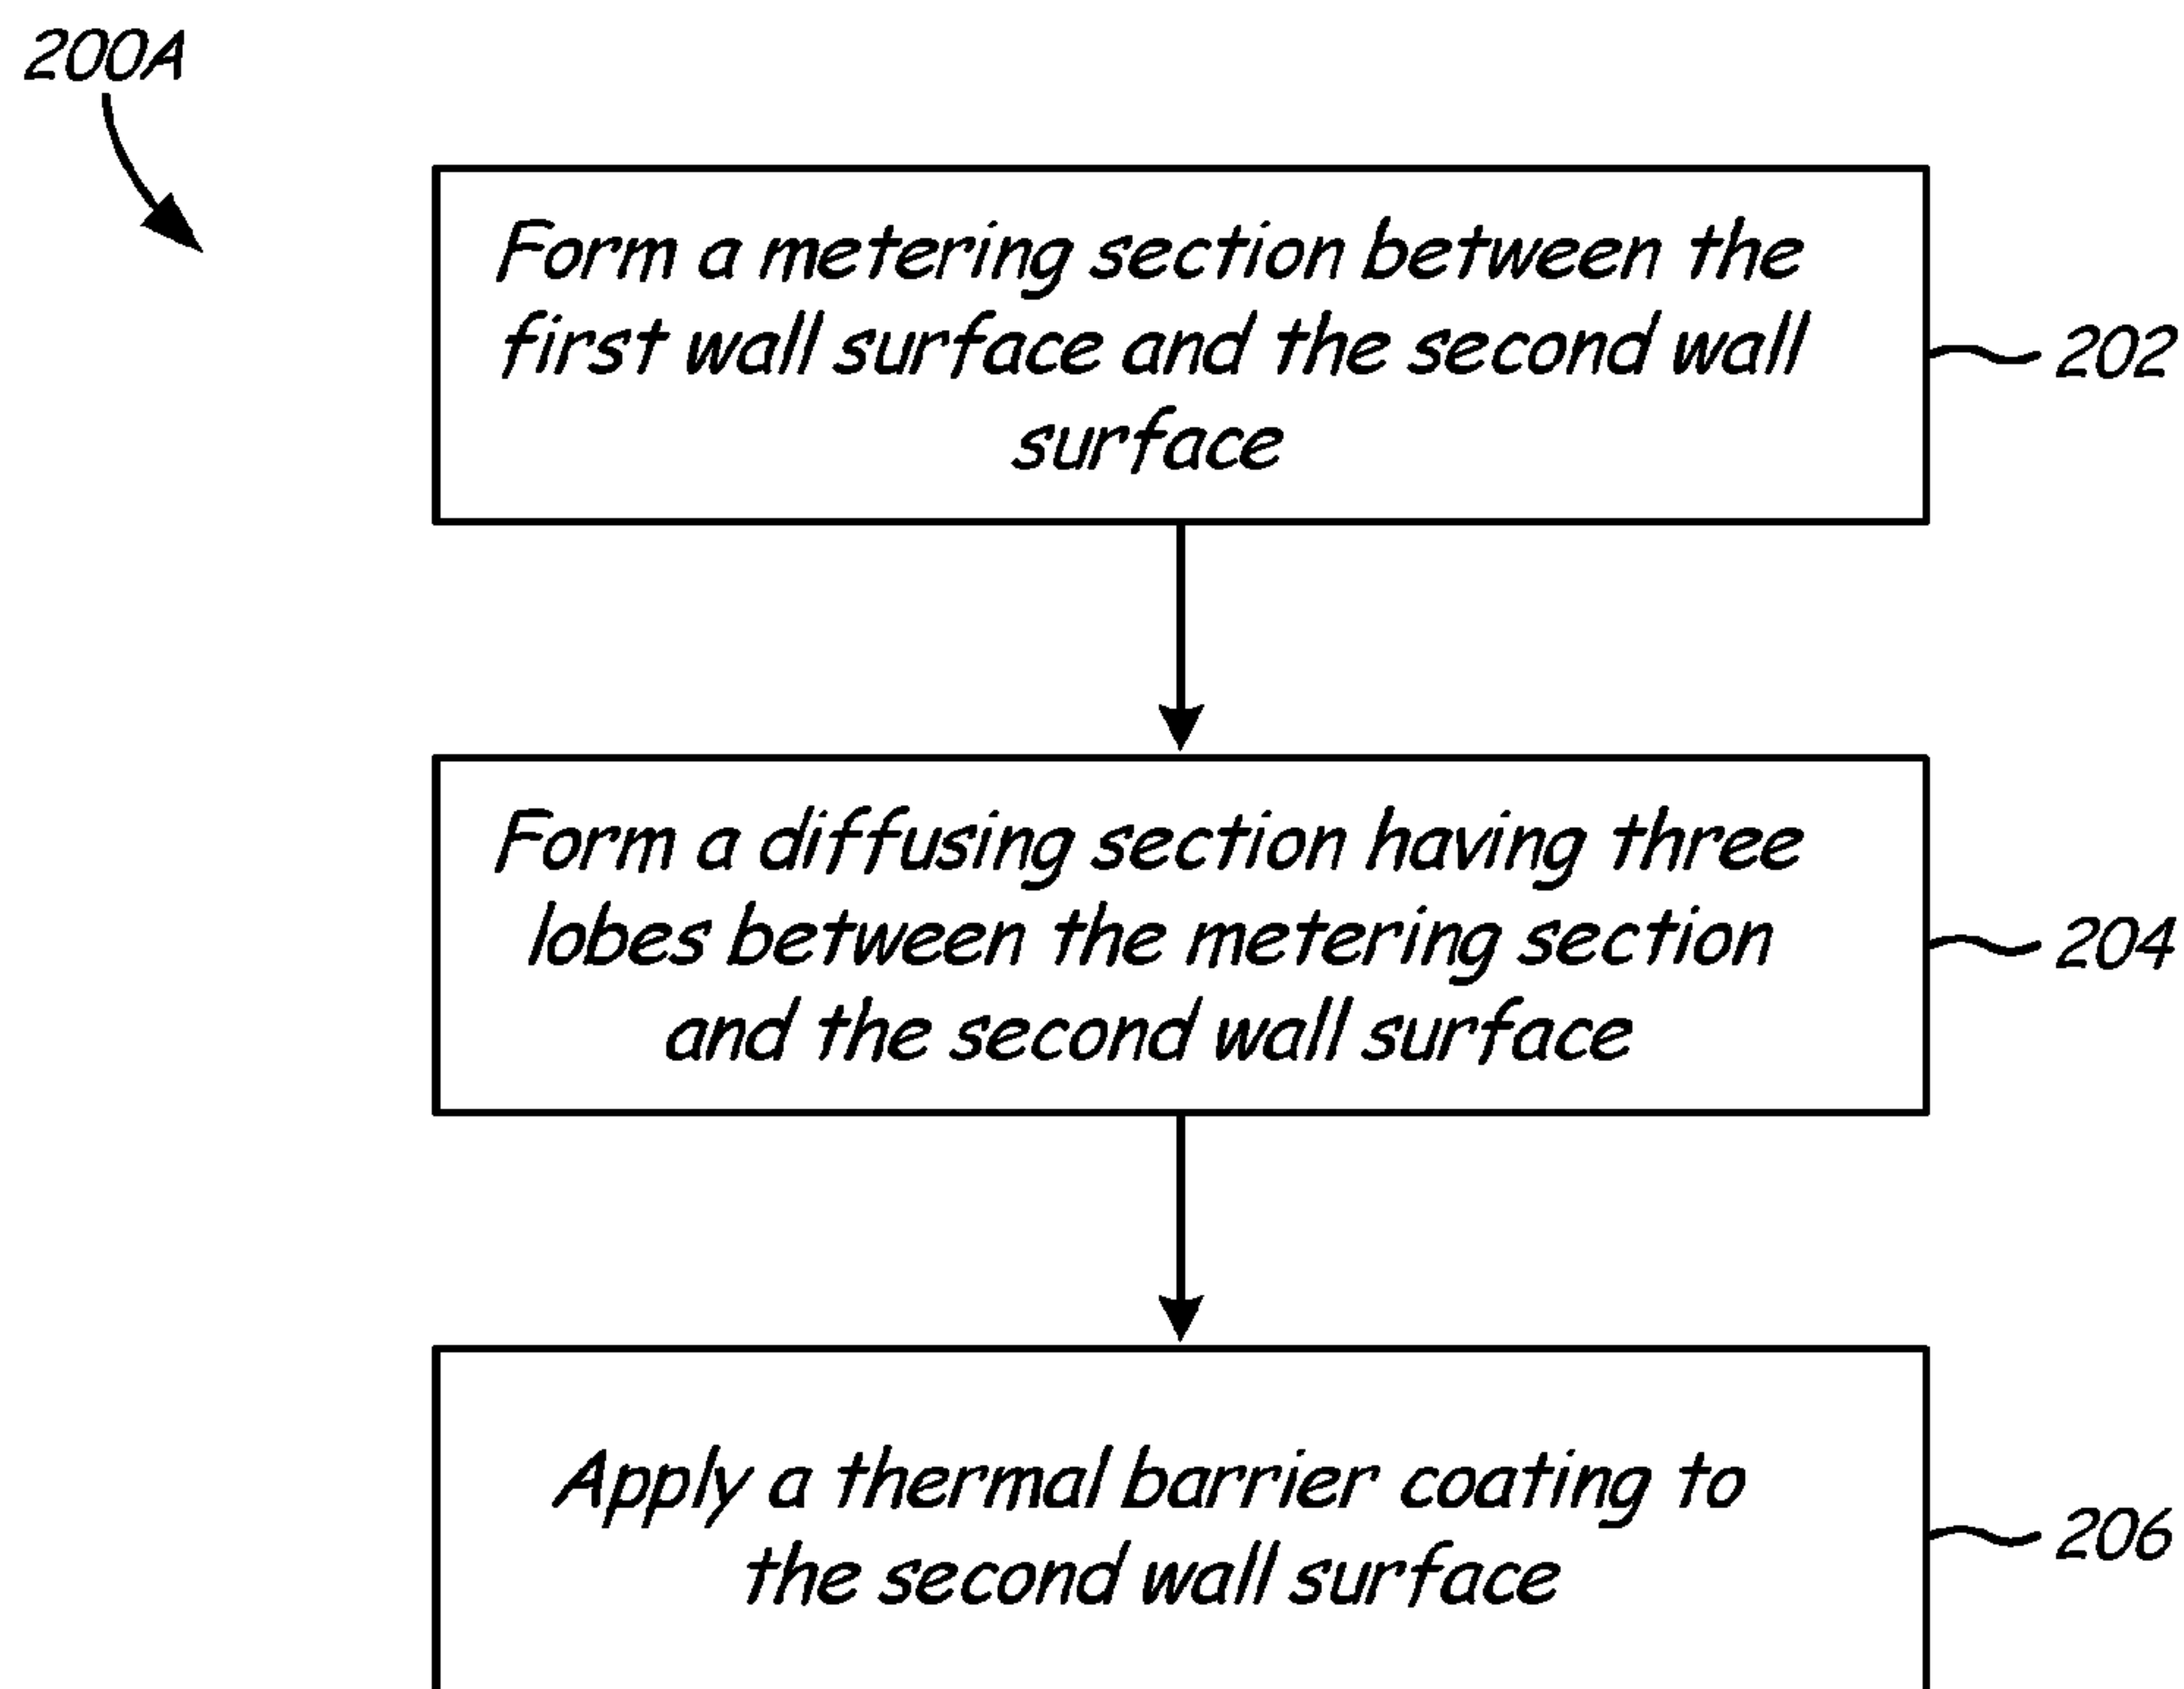 200A
Form a metering section between the
first wall surface and the second wall
surface
202
Form a diffusing section having three
lobes between the metering section
and the second wall surface
204
Apply a thermal barrier coating to
the second wall surface
206